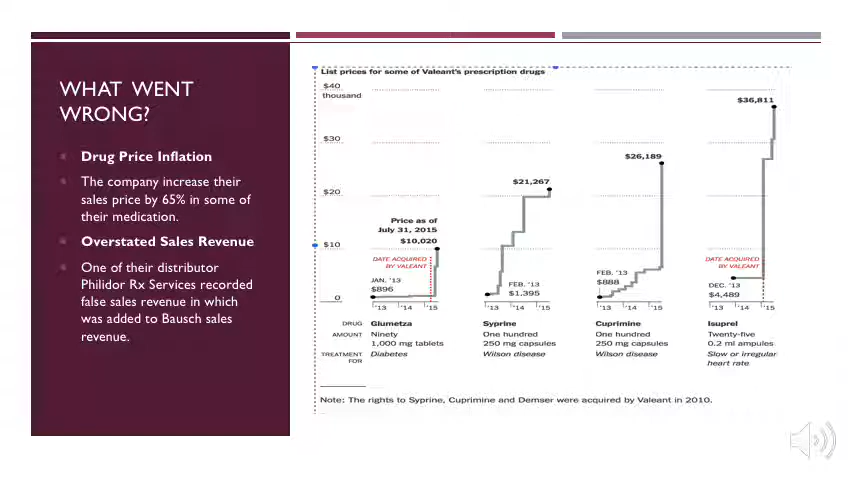 WHAT WENT
WRONG?
Drug Price Inflation
The company increase their
sales price by 65% in some of
their medication.
Overstated Sales Revenue
One of their distributor
Philidor Rx Services recorded
false sales revenue in which
was added to Bausch sales
revenue.
List prices for some of Valeant's prescription drugs
$40
thousand
$30
$20
$10
0
Price as of
July 31, 2015
$10,020
DATE ACQUIRED
BY VALEANT
JAN. '13
$896
'13 '14 '15
$21,267
FEB. '13
$1,395
'13 '14 '15
$26,189
FEB. '13
$888
'13 '14 '15
$36,811
DATE ACQUIRED
BY VALEANT
DEC. '13
$4,489
'13 '14 '15
DRUG Glumetza Syprine Cuprimine Isuprel
AMOUNT Ninety One hundred One hundred Twenty-five
1,000 mg tablets 250 mg capsules 250 mg capsules 0.2 ml ampules
TREATMENT Diabetes Wilson disease Wilson disease Slow or irregular
FOR heart rate
Note: The rights to Syprine, Cuprimine and Demser were acquired by Valeant in 2010.